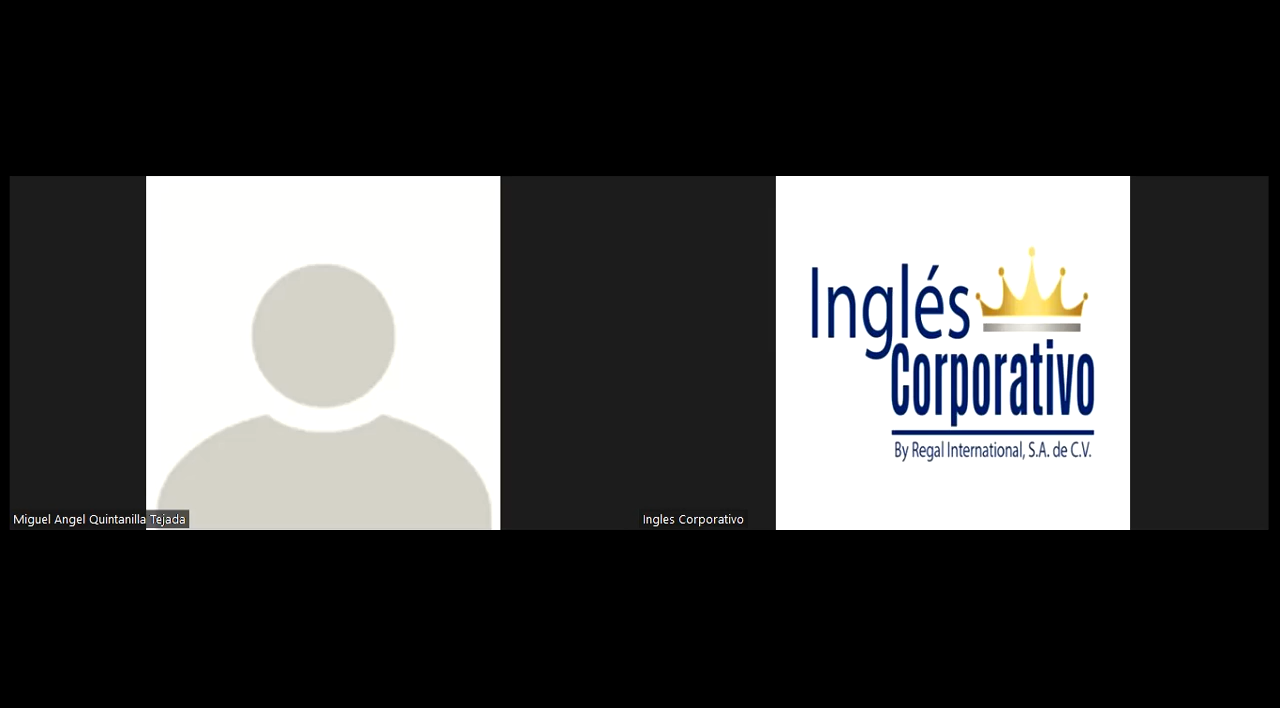 Inglés
Corporativo
By Regal International, S.A. de C.V.
Miguel Angel Quintanilla Tejada
Ingles Corporativo